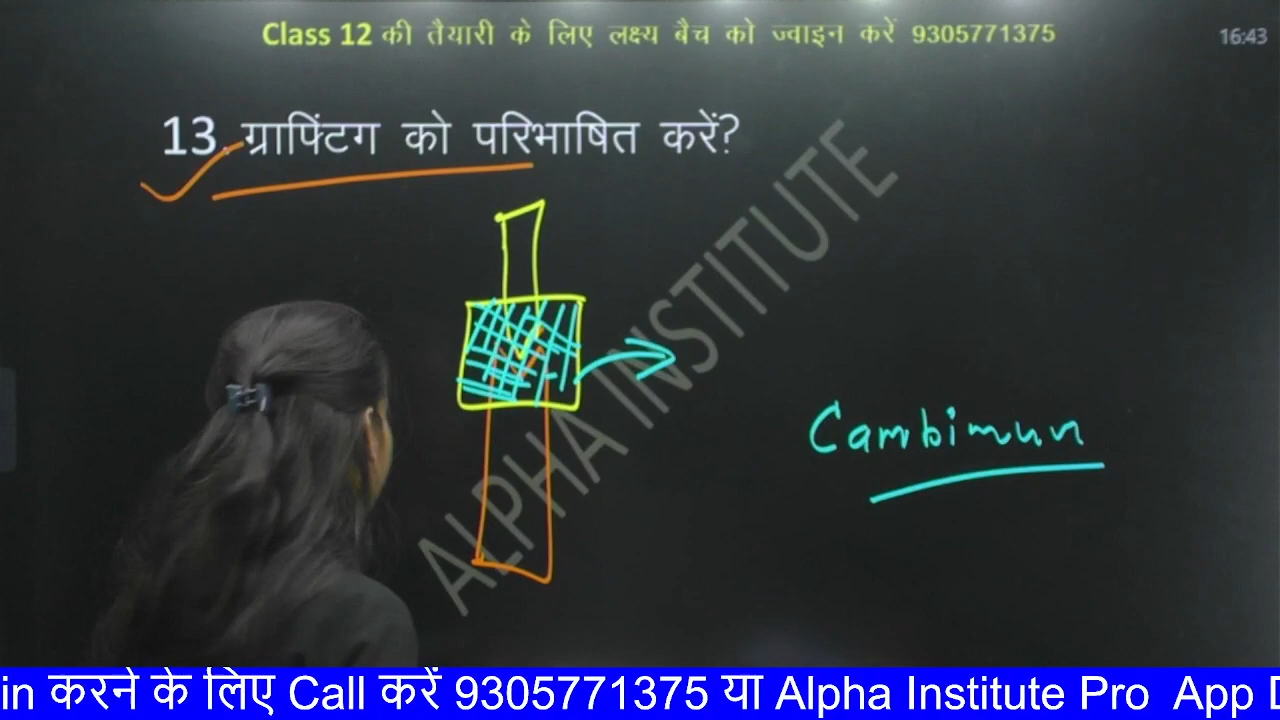 Class 12 की तैयारी के लिए लक्ष्य बैच को ज्वाइन करें 9305771375
16:43
13. ग्राफ्टिंग को परिभाषित करें?
ALPHA INSTITUTE
Cambimun
in करने के लिए Call करें 9305771375 या Alpha Institute Pro App D